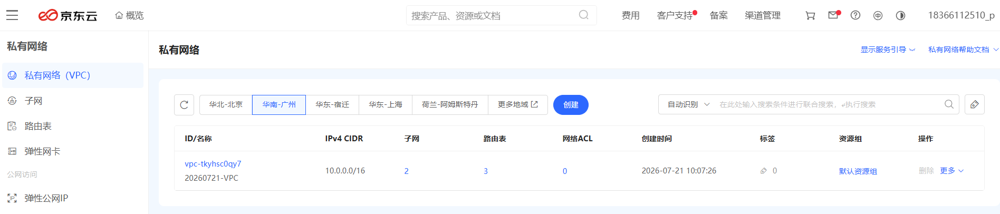 京东云 概览 搜索产品、资源或文档 费用 客户支持 备案 渠道管理 18366112510_p
私有网络
私有网络（VPC）
子网
路由表
弹性网卡
公网访问
弹性公网IP
私有网络 显示服务引导 私有网络帮助文档
华北-北京 华南-广州 华东-宿迁 华东-上海 荷兰-阿姆斯特丹 更多地域 创建 自动识别 在此处输入搜索条件进行联合搜索，↵执行搜索
ID/名称 IPv4 CIDR 子网 路由表 网络ACL 创建时间 标签 资源组 操作
vpc-tkyhsc0qy7
20260721-VPC
10.0.0.0/16 2 3 0 2026-07-21 10:07:26 0 默认资源组 删除 更多